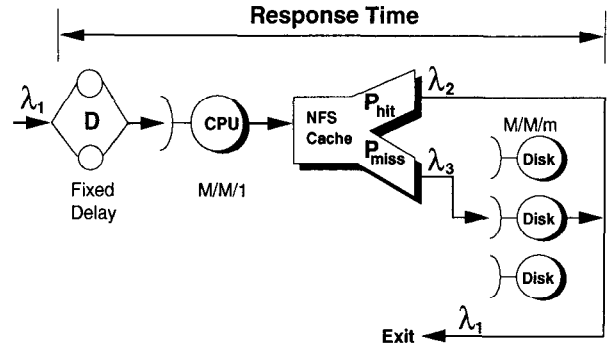 Response Time
λ1
D
CPU
NFS
Cache
Phit
Pmiss
λ2
λ3
M/M/m
Disk
Disk
Disk
Fixed
Delay
M/M/1
Exit
λ1